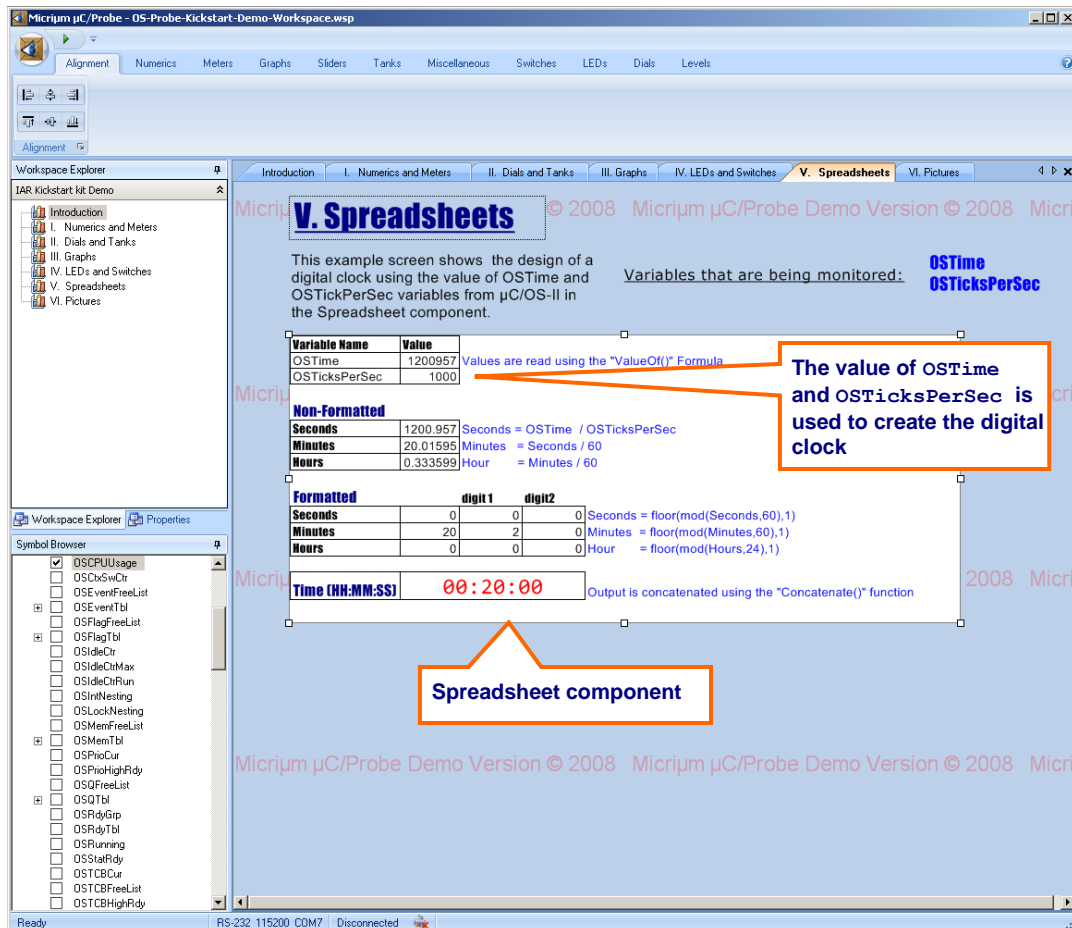 Micriµm µC/Probe - OS-Probe-Kickstart-Demo-Workspace.wsp
Alignment Numerics Meters Graphs Sliders Tanks Miscellaneous Switches LEDs Dials Levels
Alignment
Workspace Explorer
IAR Kickstart kit Demo
Introduction
I. Numerics and Meters
II. Dials and Tanks
III. Graphs
IV. LEDs and Switches
V. Spreadsheets
VI. Pictures
Workspace Explorer Properties
Symbol Browser
OSCPUUsage
OSCtxSwCtr
OSEventFreeList
OSEventTbl
OSFlagFreeList
OSFlagTbl
OSIdleCtr
OSIdleCtrMax
OSIdleCtrRun
OSIntNesting
OSLockNesting
OSMemFreeList
OSMemTbl
OSPrioCur
OSPrioHighRdy
OSQFreeList
OSQTbl
OSRdyGrp
OSRdyTbl
OSRunning
OSStatRdy
OSTCBCur
OSTCBFreeList
OSTCBHighRdy
Introduction I. Numerics and Meters II. Dials and Tanks III. Graphs IV. LEDs and Switches V. Spreadsheets VI. Pictures
Micriµ © 2008 Micriµm µC/Probe Demo Version © 2008 Micri
V. Spreadsheets
This example screen shows the design of a
digital clock using the value of OSTime and
OSTickPerSec variables from µC/OS-II in
the Spreadsheet component.
Variables that are being monitored:
OSTime
OSTicksPerSec
Variable Name Value
OSTime 1200957 Values are read using the "ValueOf()" Formula
OSTicksPerSec 1000
The value of OSTime
and OSTicksPerSec is
used to create the digital
clock
Micriµ cri
Non-Formatted
Seconds 1200.957 Seconds = OSTime / OSTicksPerSec
Minutes 20.01595 Minutes = Seconds / 60
Hours 0.333599 Hour = Minutes / 60
Formatted digit 1 digit2
Seconds 0 0 0 Seconds = floor(mod(Seconds,60),1)
Minutes 20 2 0 Minutes = floor(mod(Minutes,60),1)
Hours 0 0 0 Hour = floor(mod(Hours,24),1)
Micriµ 2008 Micri
Time (HH:MM:SS) 00:20:00 Output is concatenated using the "Concatenate()" function
Spreadsheet component
Micriµm µC/Probe Demo Version © 2008 Micriµm µC/Probe Demo Version © 2008 Micri
Ready RS-232 115200 COM7 Disconnected